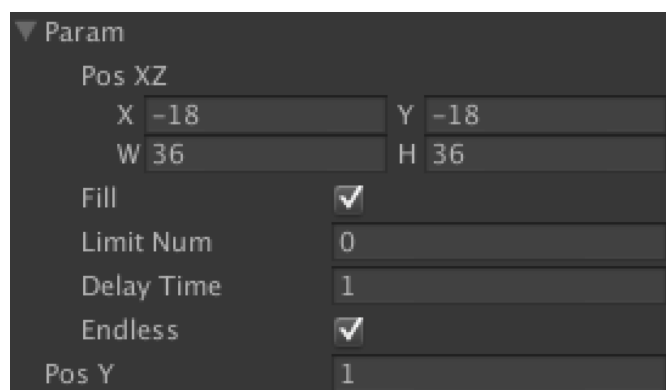 Param
Pos XZ
X -18 Y -18
W 36 H 36
Fill
Limit Num 0
Delay Time 1
Endless
Pos Y 1